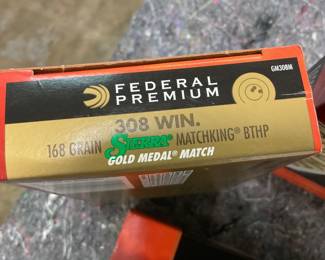 GM308M
FEDERAL
PREMIUM
308 WIN.
168 GRAIN SIERRA® MATCHKING® BTHP
GOLD MEDAL® MATCH